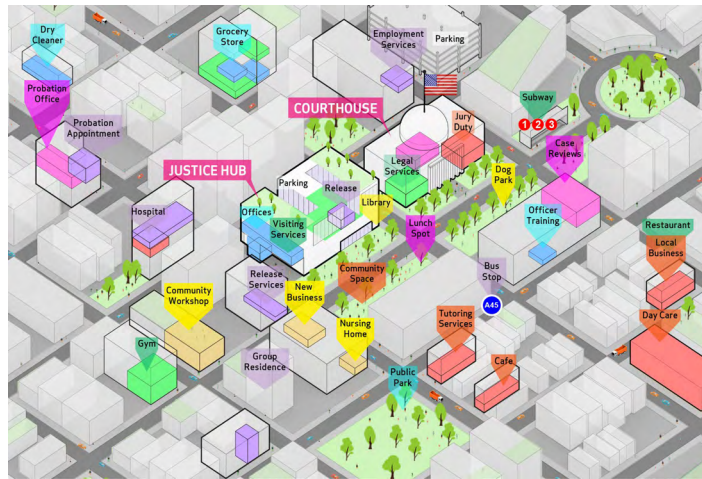 Dry
Cleaner
Grocery
Store
Employment
Services
Parking
Probation
Office
COURTHOUSE
Subway
1 2 3
Probation
Appointment
Jury
Duty
Case
Reviews
JUSTICE HUB
Legal
Services
Parking
Release
Dog
Park
Library
Hospital
Offices
Visiting
Services
Lunch
Spot
Officer
Training
Restaurant
Local
Business
Release
Services
Community
Space
Bus
Stop
A45
Community
Workshop
New
Business
Tutoring
Services
Day Care
Gym
Nursing
Home
Group
Residence
Cafe
Public
Park